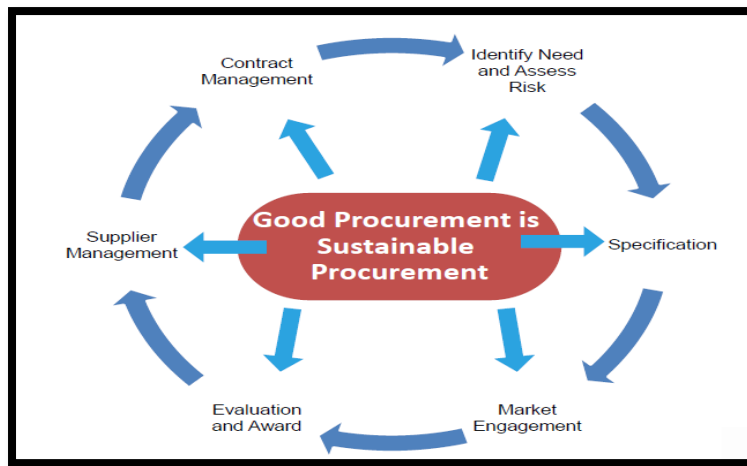 Contract
Management
Identify Need
and Assess
Risk
Good Procurement is
Sustainable
Procurement
Supplier
Management
Specification
Evaluation
and Award
Market
Engagement